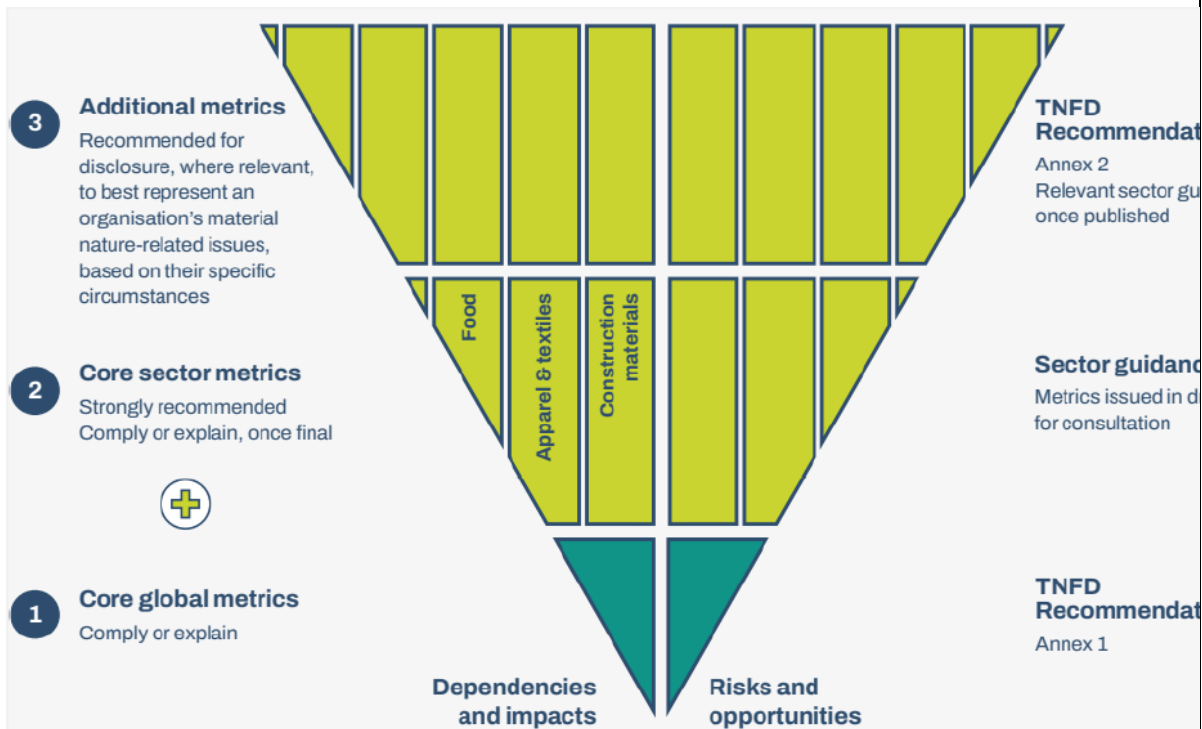 3
Additional metrics
Recommended for
disclosure, where relevant,
to best represent an
organisation's material
nature-related issues,
based on their specific
circumstances
TNFD
Annex 2
Relevant sector
once published
Food
Apparel & textiles
Construction
materials
2
Core sector metrics
Strongly recommended
Comply or explain, once final
Sector
Metrics issued in
for consultation
1
Core global metrics
Comply or explain
TNFD
Annex 1
Dependencies
and impacts
Risks and
opportunities